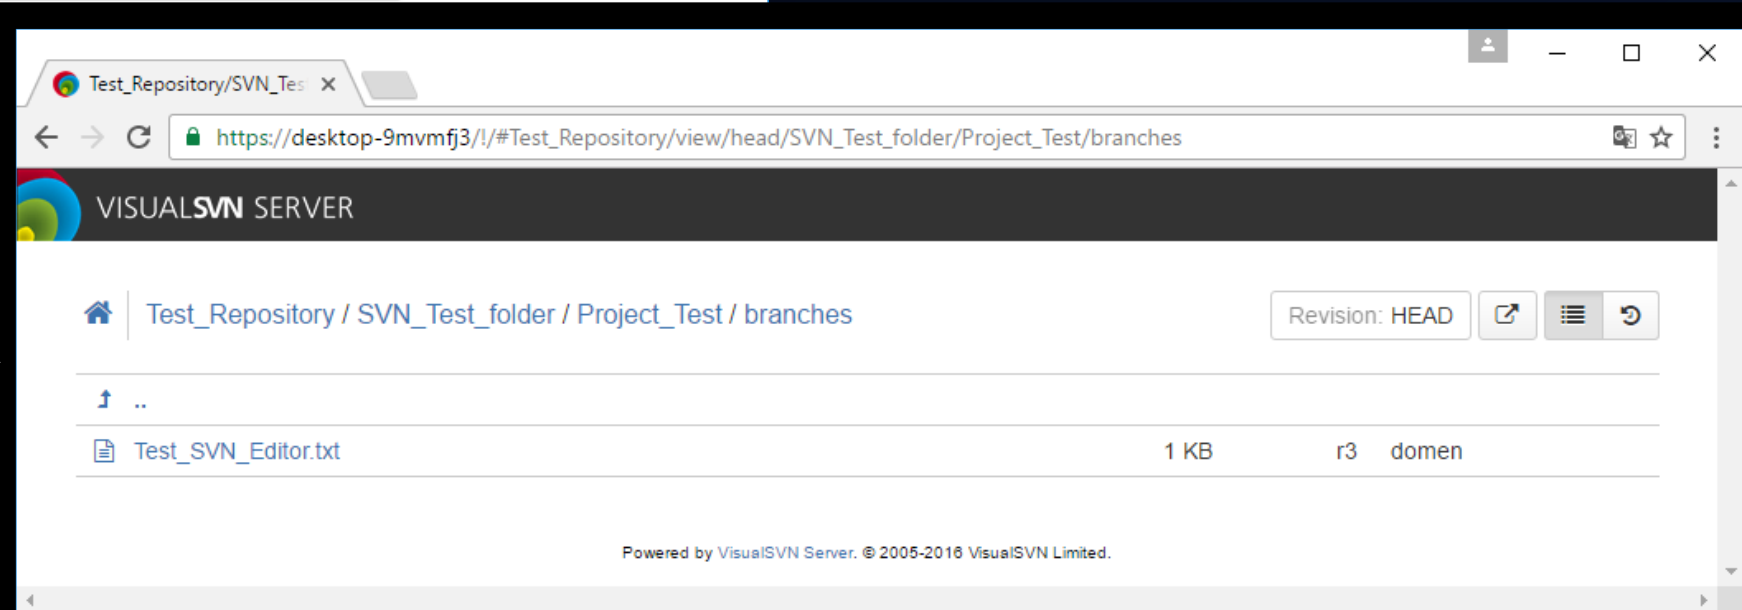 Test_Repository/SVN_Tes
https://desktop-9mvmfj3/!/#Test_Repository/view/head/SVN_Test_folder/Project_Test/branches
VISUALSVN SERVER
Test_Repository / SVN_Test_folder / Project_Test / branches
Revision: HEAD
..
Test_SVN_Editor.txt 1 KB r3 domen
Powered by VisualSVN Server. © 2005-2016 VisualSVN Limited.